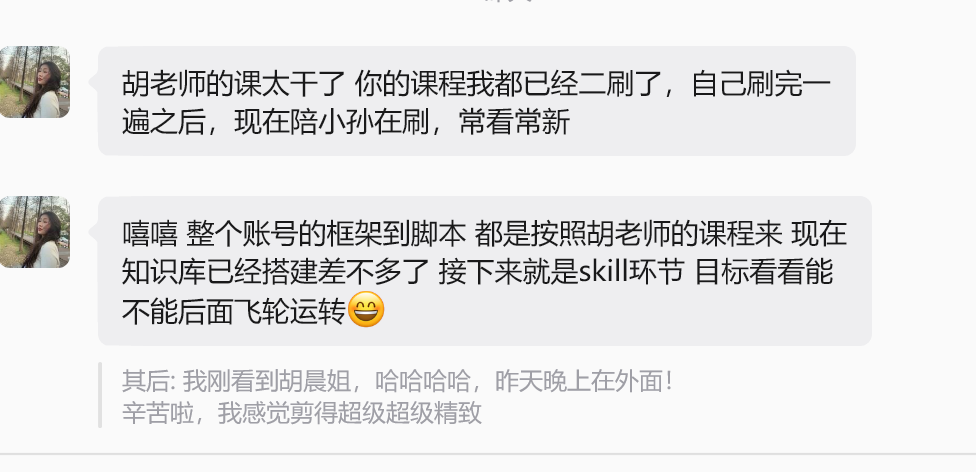 胡老师的课太干了 你的课程我都已经二刷了，自己刷完一
遍之后，现在陪小孙在刷，常看常新
嘻嘻 整个账号的框架到脚本 都是按照胡老师的课程来 现在
知识库已经搭建差不多了 接下来就是skill环节 目标看看能
不能后面飞轮运转😄
其后: 我刚看到胡晨姐，哈哈哈哈，昨天晚上在外面！
辛苦啦，我感觉剪得超级超级精致